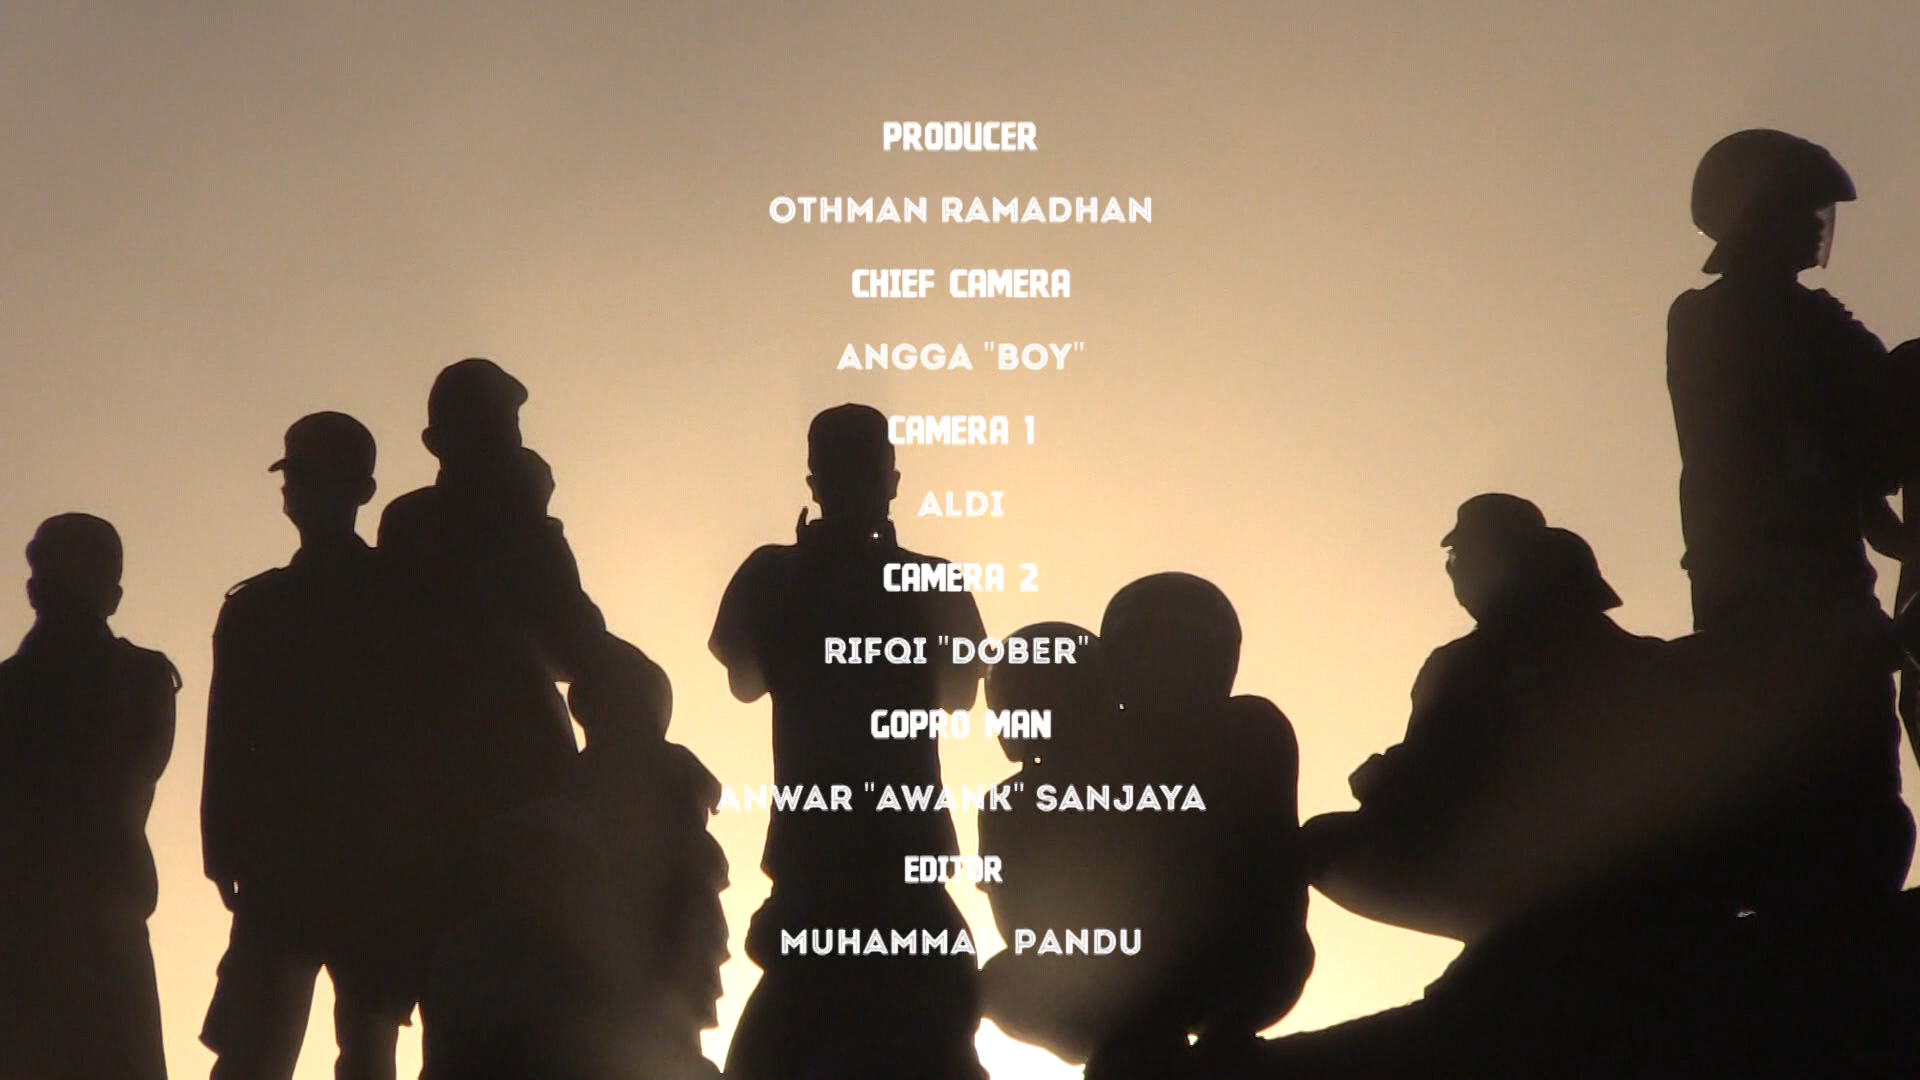 PRODUCER
OTHMAN RAMADHAN
CHIEF CAMERA
ANGGA "BOY"
CAMERA 1
ALDI
CAMERA 2
RIFQI "DOBER"
GOPRO MAN
ANWAR "AWANK" SANJAYA
EDITOR
MUHAMMAD PANDU